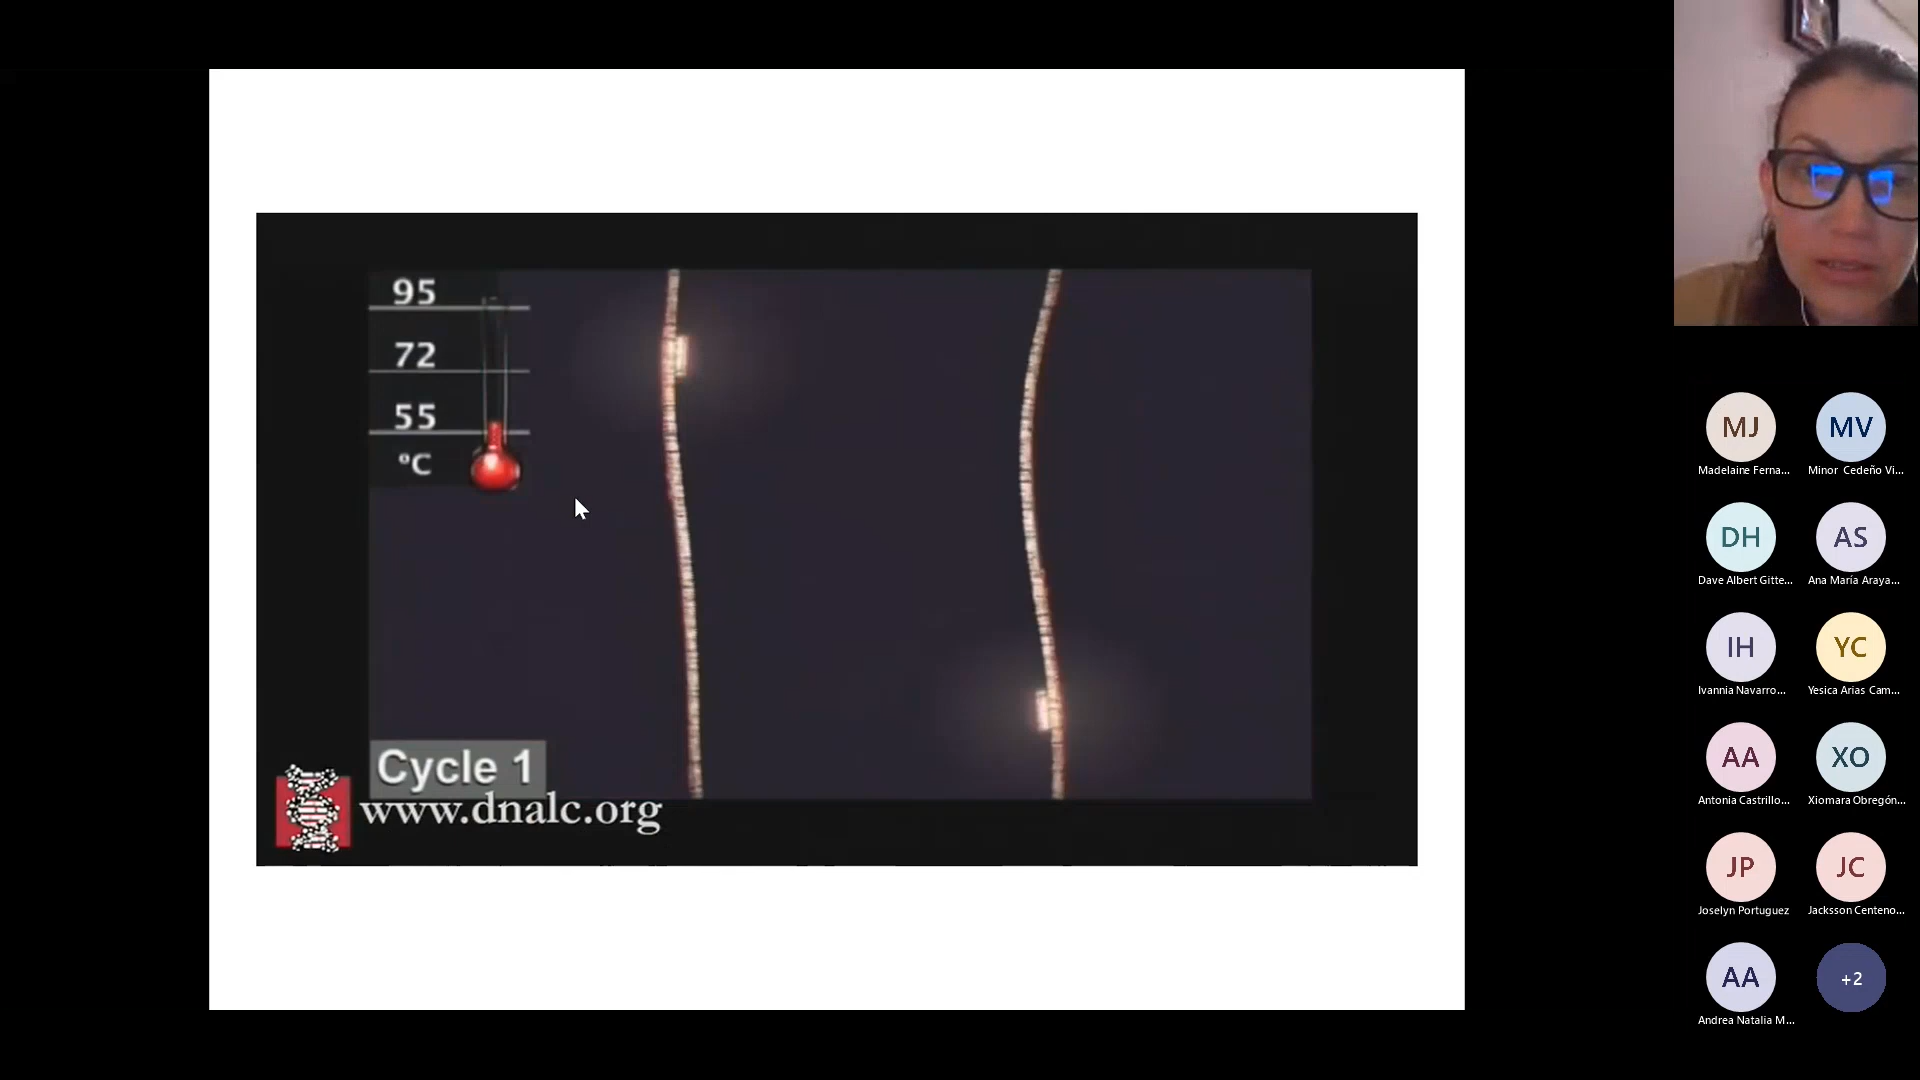 95
72
55
°C
Cycle 1
www.dnalc.org
MJ
Madelaine Ferna...
MV
Minor Cedeño Vi...
DH
Dave Albert Gitte...
AS
Ana María Araya...
IH
Ivannia Navarro...
YC
Yesica Arias Cam...
AA
Antonia Castrillo...
XO
Xiomara Obregón...
JP
Joselyn Portuguez
JC
Jacksson Centeno...
AA
Andrea Natalia M...
+2